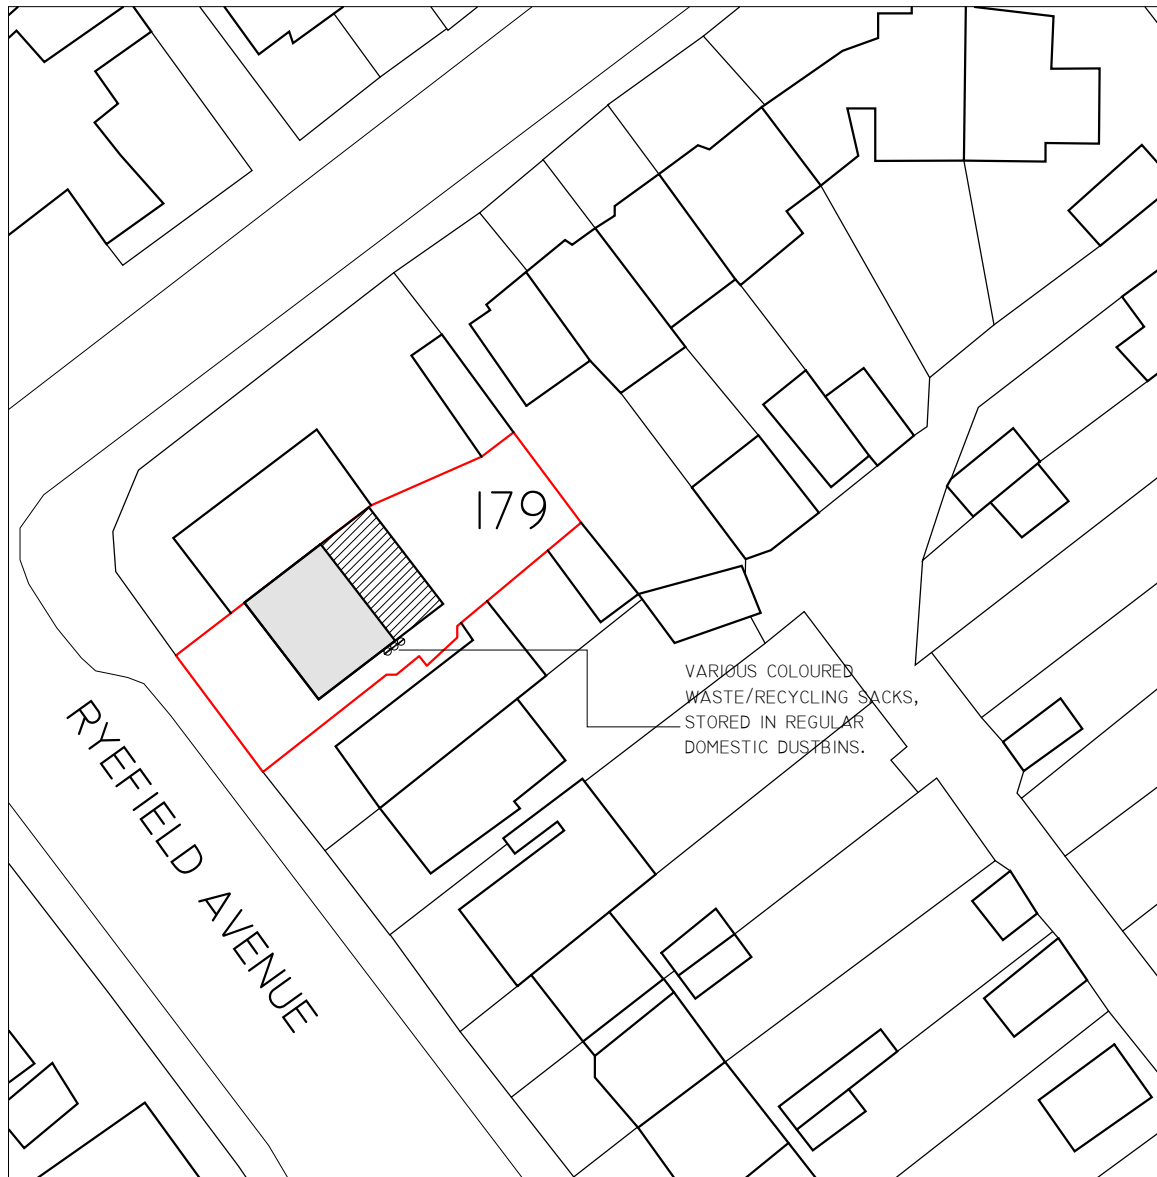 179
VARIOUS COLOURED
WASTE/RECYCLING SACKS,
STORED IN REGULAR
DOMESTIC DUSTBINS.
RYEFIELD AVENUE